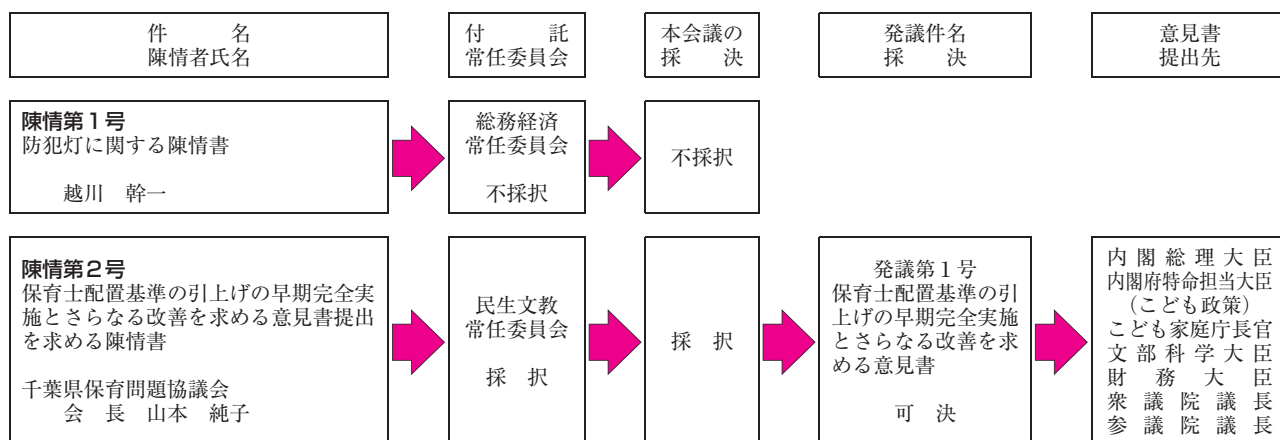 件　　　名
陳情者氏名
付　　　託
常任委員会
本会議の
採　　決
発議件名
採　　決
意見書
提出先
陳情第1号
防犯灯に関する陳情書
越川　幹一
総務経済
常任委員会
不採択
不採択
陳情第2号
保育士配置基準の引上げの早期完全実
施とさらなる改善を求める意見書提出
を求める陳情書
千葉県保育問題協議会
会　長　山本　純子
民生文教
常任委員会
採　択
採　択
発議第1号
保育士配置基準の引
上げの早期完全実施
とさらなる改善を求
める意見書
可　決
内閣総理大臣
内閣府特命担当大臣
（こども政策）
こども家庭庁長官
文部科学大臣
財務大臣
衆議院議長
参議院議長